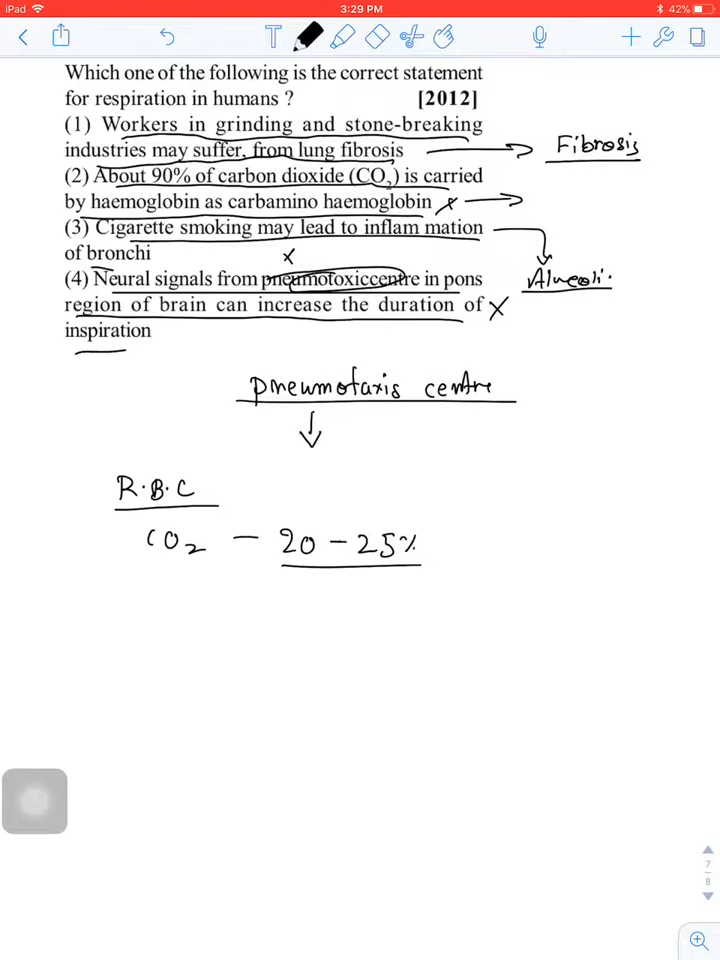 iPad 3:29 PM 42%
T
Which one of the following is the correct statement
for respiration in humans ? [2012]
(1) Workers in grinding and stone-breaking
industries may suffer, from lung fibrosis Fibrosis
(2) About 90% of carbon dioxide (CO2) is carried
by haemoglobin as carbamino haemoglobin x
(3) Cigarette smoking may lead to inflam mation
of bronchi x
(4) Neural signals from pneumotoxiccentre in pons Alveoli.
region of brain can increase the duration of X
inspiration
pneumotaxis centre
R.B.C
CO2 — 20 – 25%
7
8